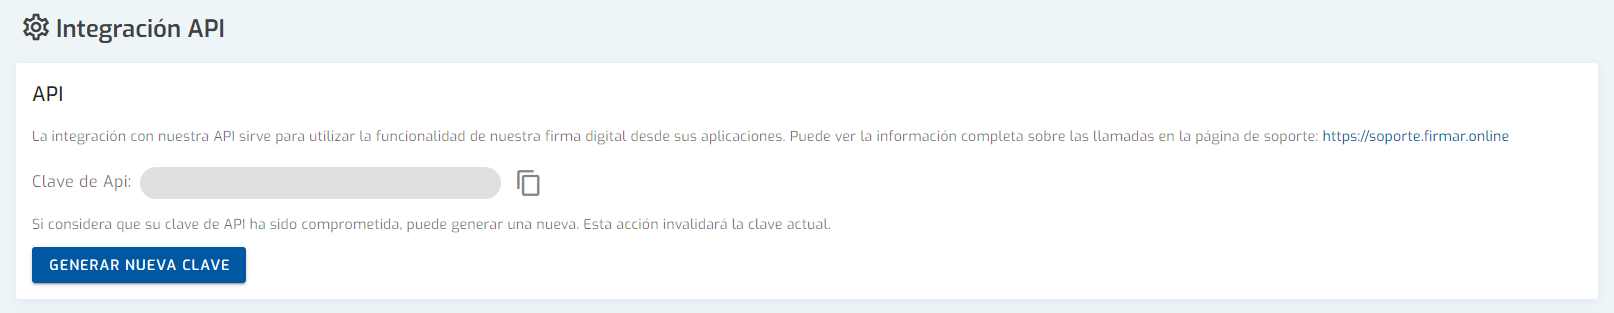 Integración API
API
La integración con nuestra API sirve para utilizar la funcionalidad de nuestra firma digital desde sus aplicaciones. Puede ver la información completa sobre las llamadas en la página de soporte: https://soporte.firmar.online
Clave de Api:
Si considera que su clave de API ha sido comprometida, puede generar una nueva. Esta acción invalidará la clave actual.
GENERAR NUEVA CLAVE